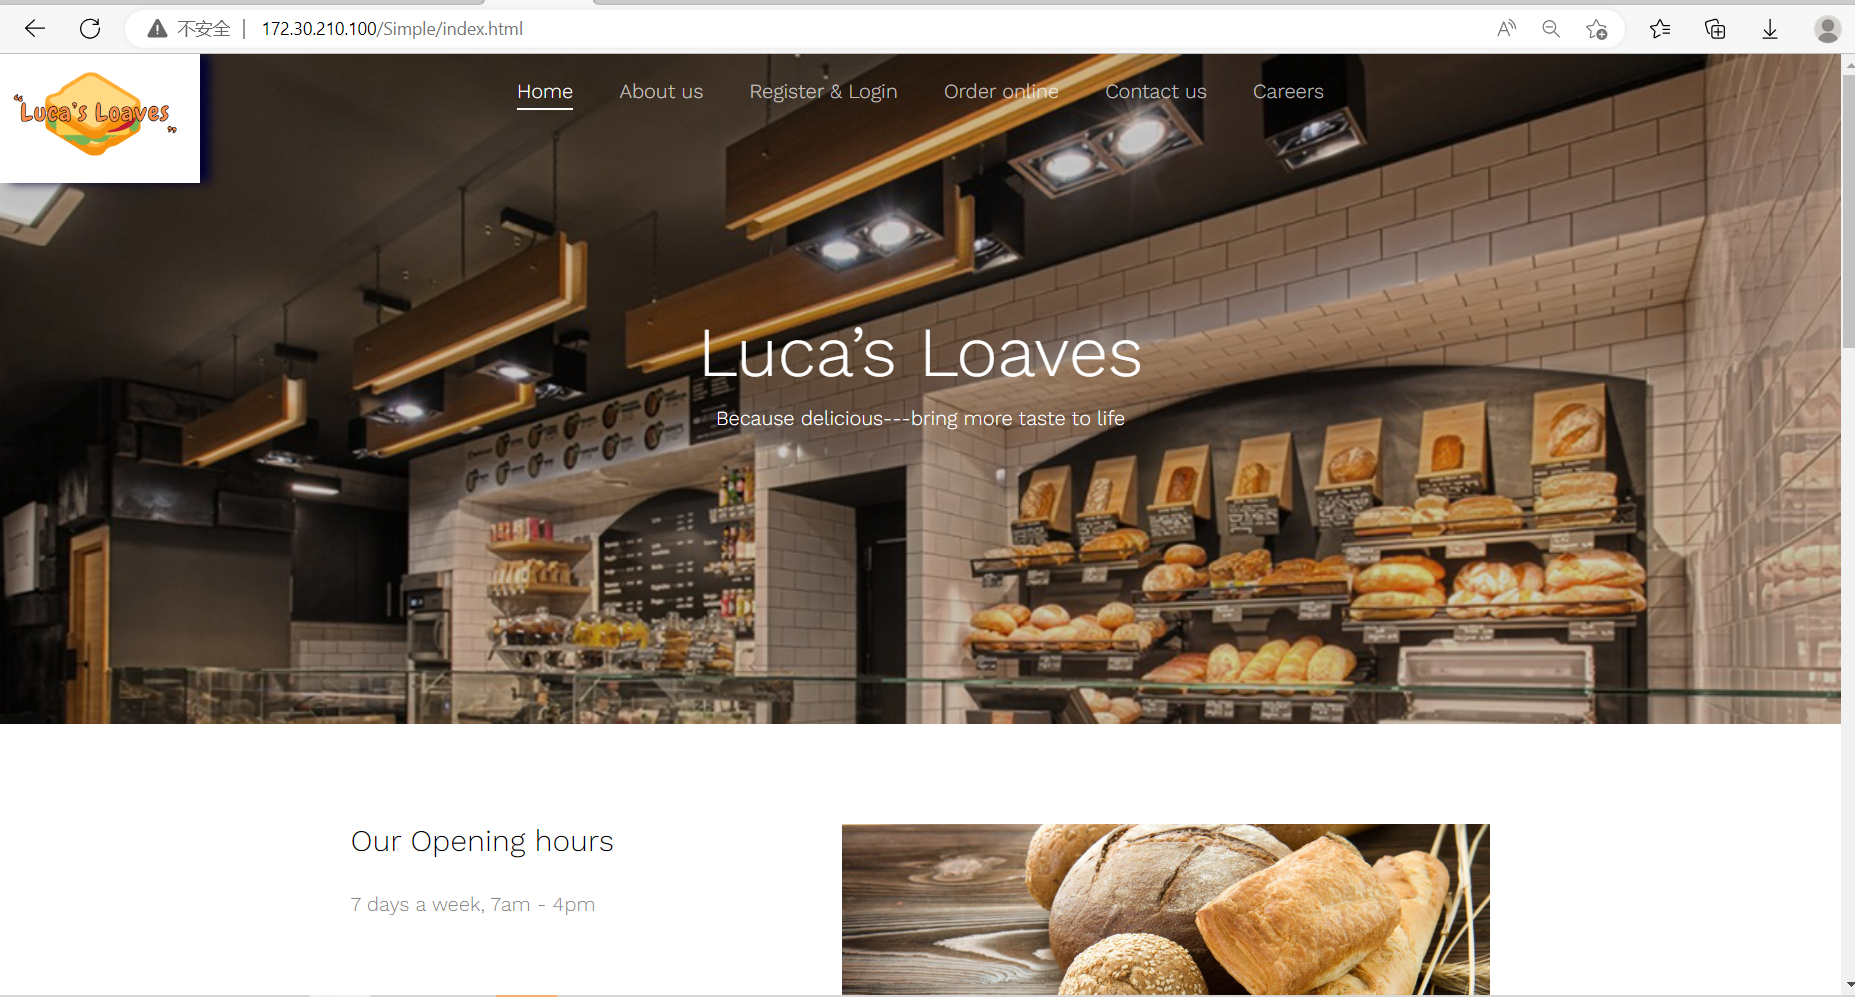 不安全 | 172.30.210.100/Simple/index.html
"Luca's Loaves"
Home About us Register & Login Order online Contact us Careers
Luca’s Loaves
Because delicious---bring more taste to life
Our Opening hours
7 days a week, 7am - 4pm